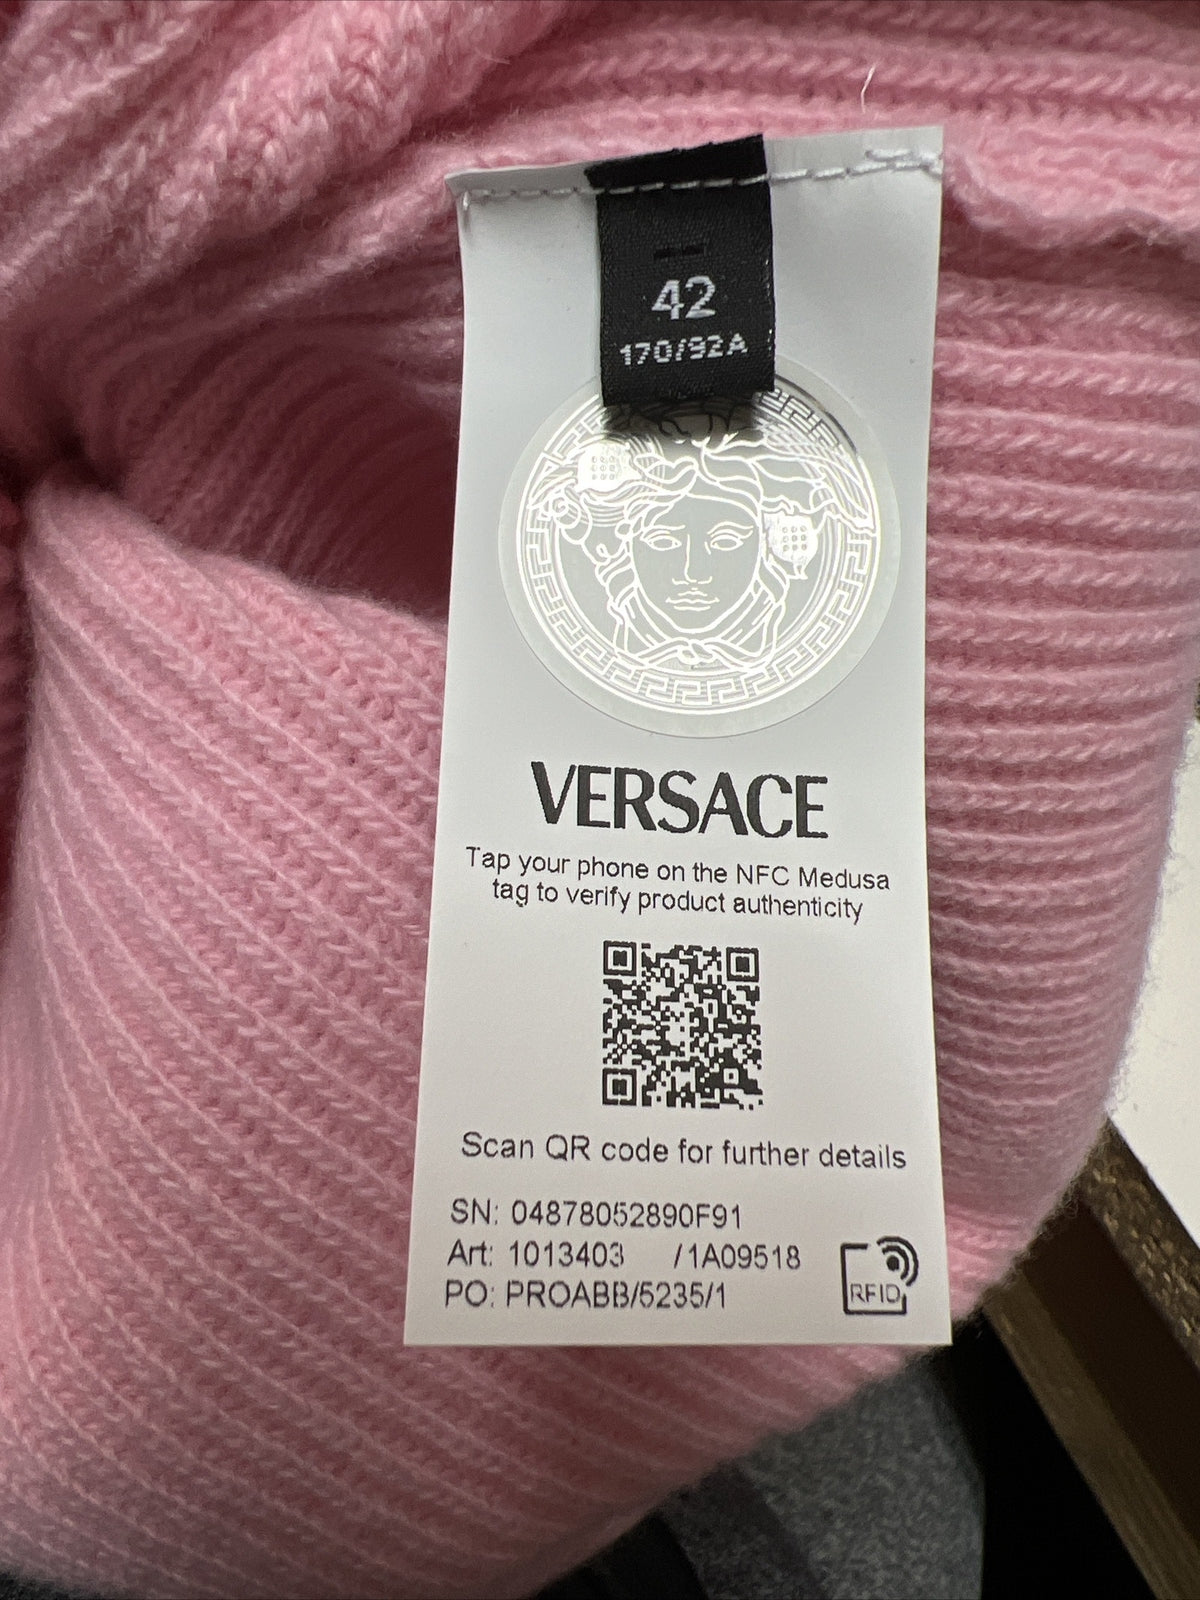 42
170/92A
VERSACE
Tap your phone on the NFC Medusa
tag to verify product authenticity
Scan QR code for further details
SN: 04878052890F91
Art: 1013403 /1A09518
PO: PROABB/5235/1
RFID